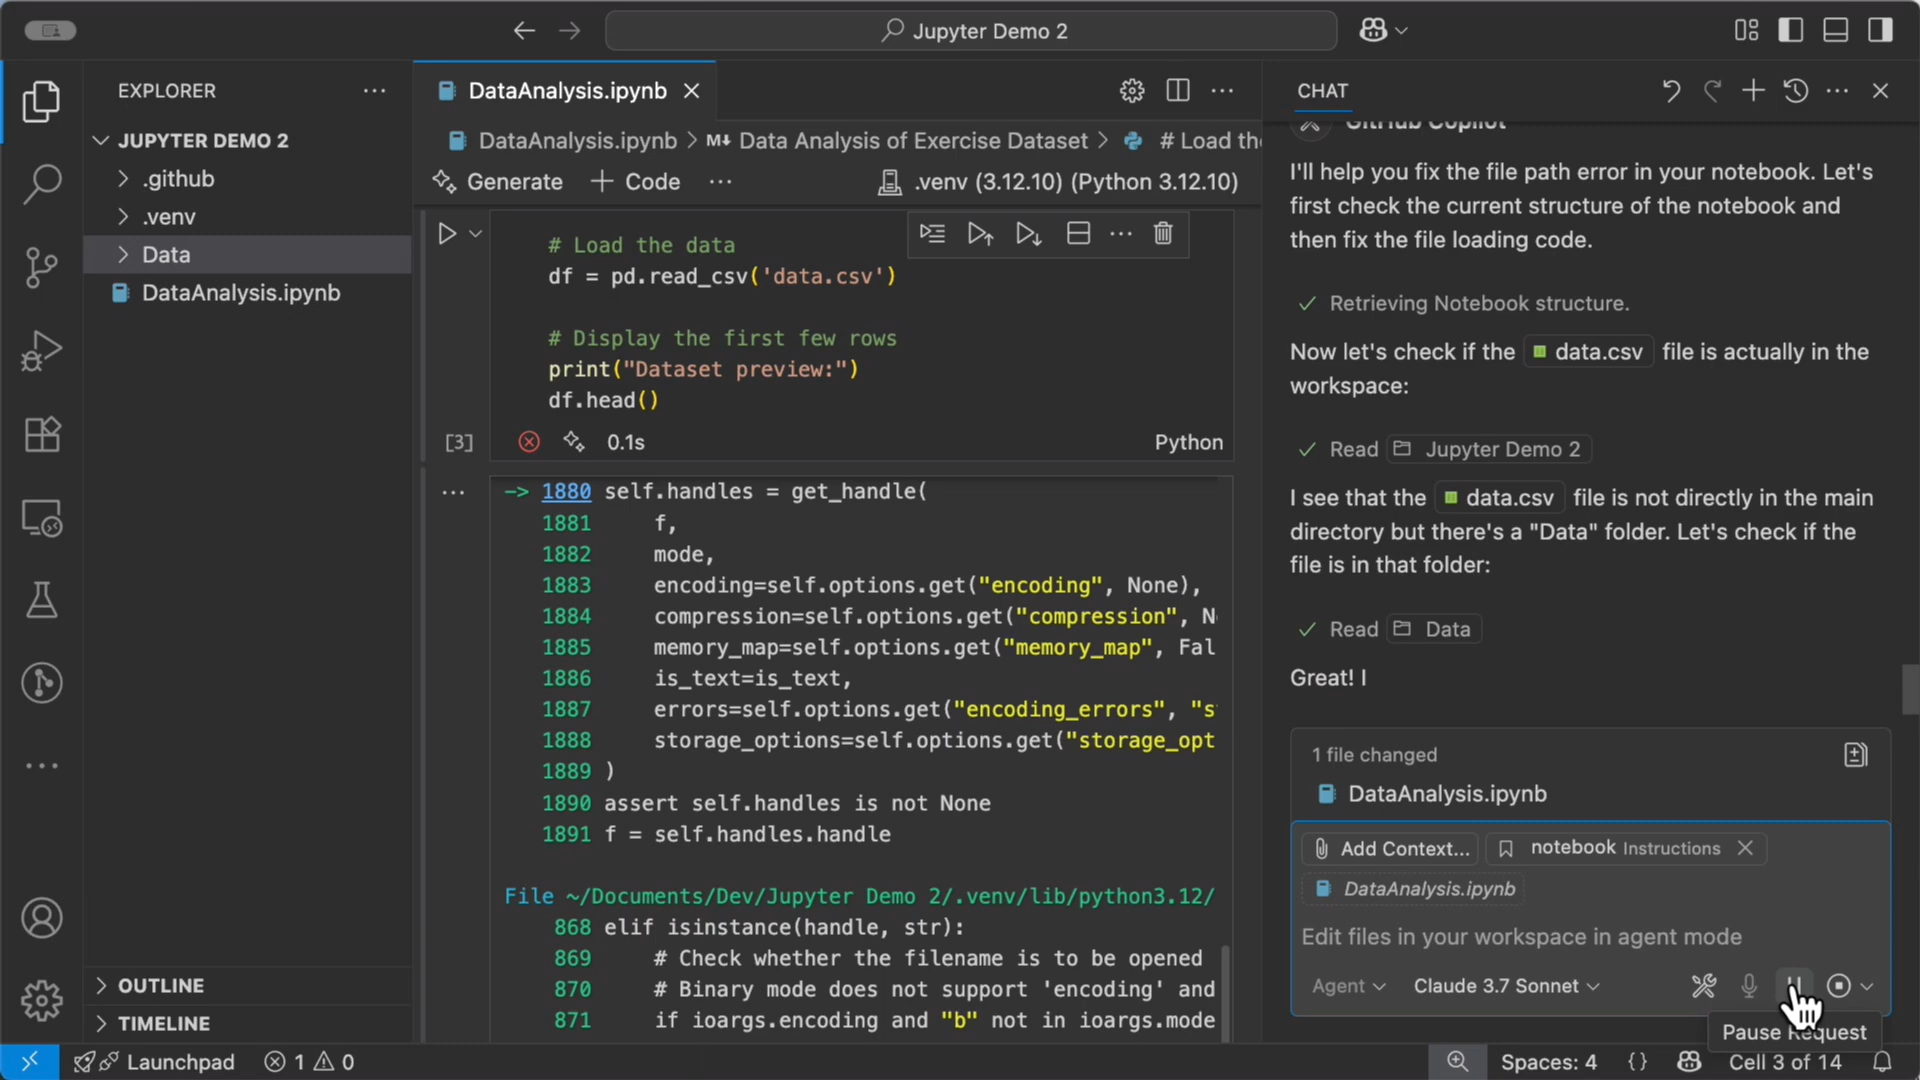 Jupyter Demo 2
EXPLORER
JUPYTER DEMO 2
.github
.venv
Data
DataAnalysis.ipynb
OUTLINE
TIMELINE
DataAnalysis.ipynb
DataAnalysis.ipynb > M↓ Data Analysis of Exercise Dataset > # Load the
Generate + Code ··· .venv (3.12.10) (Python 3.12.10)
# Load the data
df = pd.read_csv('data.csv')
# Display the first few rows
print("Dataset preview:")
df.head()
[3] 0.1s Python
-> 1880 self.handles = get_handle(
1881     f,
1882     mode,
1883     encoding=self.options.get("encoding", None),
1884     compression=self.options.get("compression", N
1885     memory_map=self.options.get("memory_map", Fal
1886     is_text=is_text,
1887     errors=self.options.get("encoding_errors", "s
1888     storage_options=self.options.get("storage_opt
1889 )
1890 assert self.handles is not None
1891 f = self.handles.handle
File ~/Documents/Dev/Jupyter Demo 2/.venv/lib/python3.12/
868 elif isinstance(handle, str):
869     # Check whether the filename is to be opened
870     # Binary mode does not support 'encoding' and
871     if ioargs.encoding and "b" not in ioargs.mode
CHAT
GitHub Copilot
I'll help you fix the file path error in your notebook. Let's
first check the current structure of the notebook and
then fix the file loading code.
✓ Retrieving Notebook structure.
Now let's check if the data.csv file is actually in the
workspace:
✓ Read Jupyter Demo 2
I see that the data.csv file is not directly in the main
directory but there's a "Data" folder. Let's check if the
file is in that folder:
✓ Read Data
Great! I
1 file changed
DataAnalysis.ipynb
Add Context... notebook Instructions
DataAnalysis.ipynb
Edit files in your workspace in agent mode
Agent Claude 3.7 Sonnet
Pause Request
Launchpad 1 0 Spaces: 4 {} Cell 3 of 14